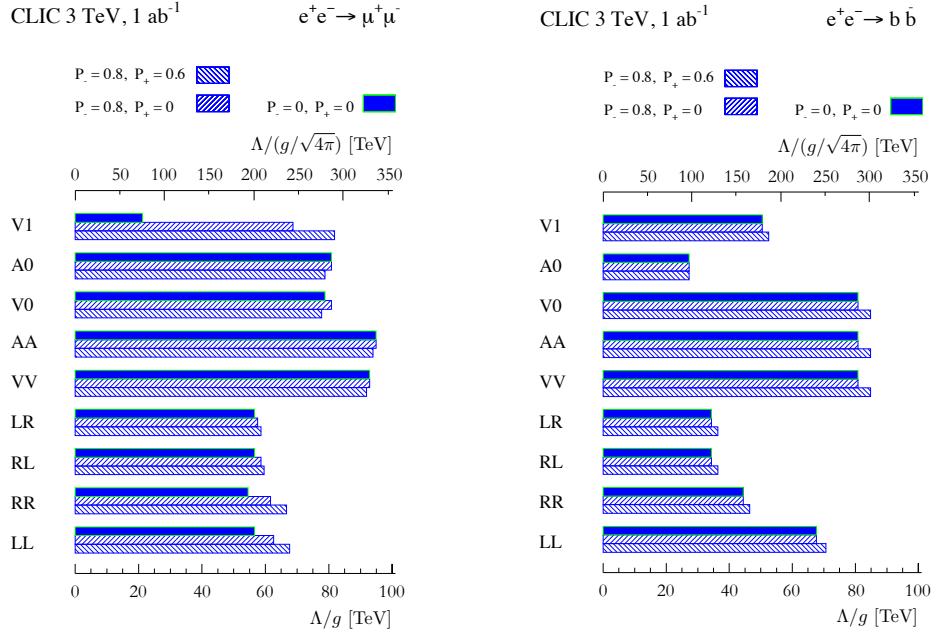 CLIC 3 TeV, 1 ab⁻¹ e⁺e⁻→ μ⁺μ⁻
P₋ = 0.8, P₊ = 0.6
P₋ = 0.8, P₊ = 0 P₋ = 0, P₊ = 0
Λ/(g/√4π) [TeV]
0 50 100 150 200 250 300 350
V1
A0
V0
AA
VV
LR
RL
RR
LL
0 20 40 60 80 100
Λ/g [TeV]
CLIC 3 TeV, 1 ab⁻¹ e⁺e⁻→ b b̄
P₋ = 0.8, P₊ = 0.6
P₋ = 0.8, P₊ = 0 P₋ = 0, P₊ = 0
Λ/(g/√4π) [TeV]
0 50 100 150 200 250 300 350
V1
A0
V0
AA
VV
LR
RL
RR
LL
0 20 40 60 80 100
Λ/g [TeV]